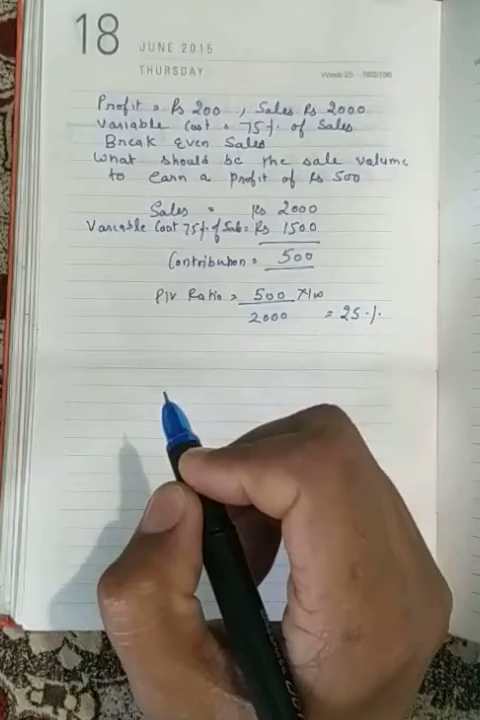 18
JUNE 2015
THURSDAY
Profit = Rs 200 , Sales Rs 2000
Variable Cost = 75% of Sales
Break Even Sales
What should be the sale volume
to earn a profit of Rs 500
Sales = Rs 2000
Variable Cost 75% of Sales = Rs 1500
Contribution = 500
P/V Ratio = 500 × 100
2000 = 25%